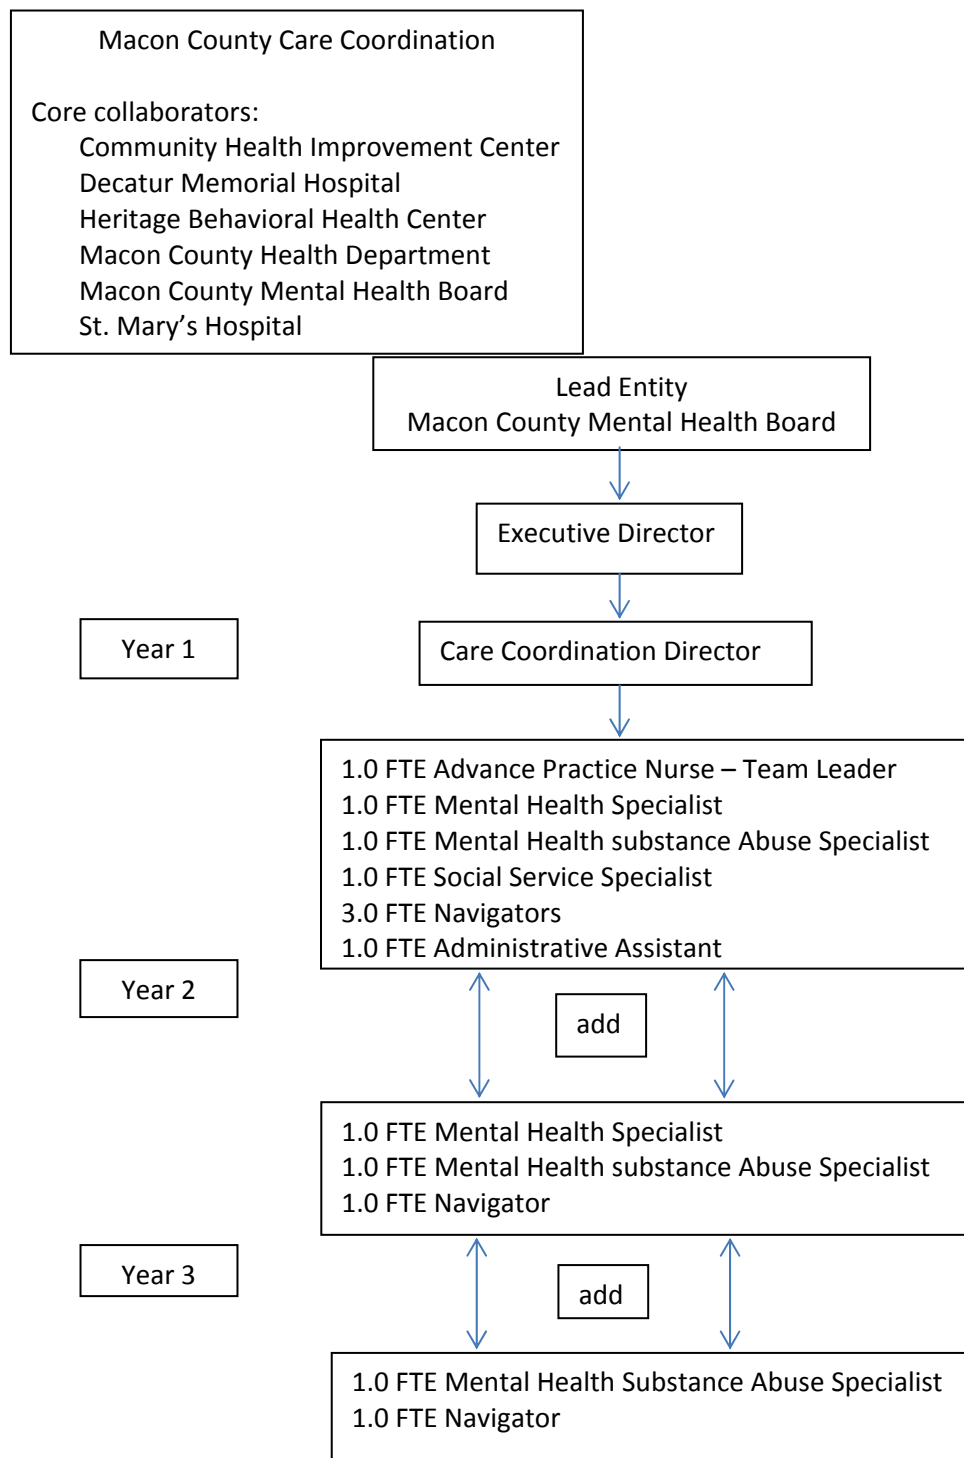 Macon County Care Coordination
Core collaborators:
Community Health Improvement Center
Decatur Memorial Hospital
Heritage Behavioral Health Center
Macon County Health Department
Macon County Mental Health Board
St. Mary’s Hospital
Lead Entity
Macon County Mental Health Board
Executive Director
Year 1
Care Coordination Director
1.0 FTE Advance Practice Nurse – Team Leader
1.0 FTE Mental Health Specialist
1.0 FTE Mental Health substance Abuse Specialist
1.0 FTE Social Service Specialist
3.0 FTE Navigators
1.0 FTE Administrative Assistant
Year 2
add
1.0 FTE Mental Health Specialist
1.0 FTE Mental Health substance Abuse Specialist
1.0 FTE Navigator
Year 3
add
1.0 FTE Mental Health Substance Abuse Specialist
1.0 FTE Navigator